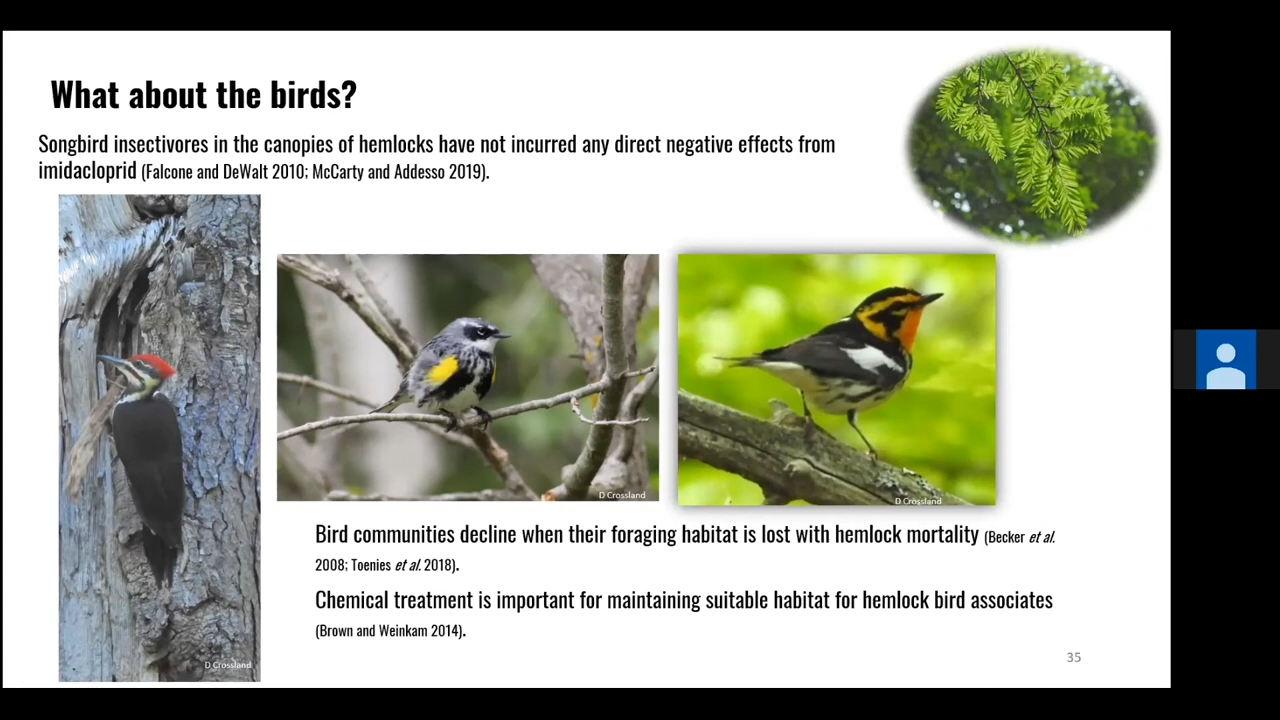 What about the birds?
Songbird insectivores in the canopies of hemlocks have not incurred any direct negative effects from
imidacloprid (Falcone and DeWalt 2010; McCarty and Addesso 2019).
D Crossland
D Crossland
D Crossland
Bird communities decline when their foraging habitat is lost with hemlock mortality (Becker et al.
2008; Toenies et al. 2018).
Chemical treatment is important for maintaining suitable habitat for hemlock bird associates
(Brown and Weinkam 2014).
35